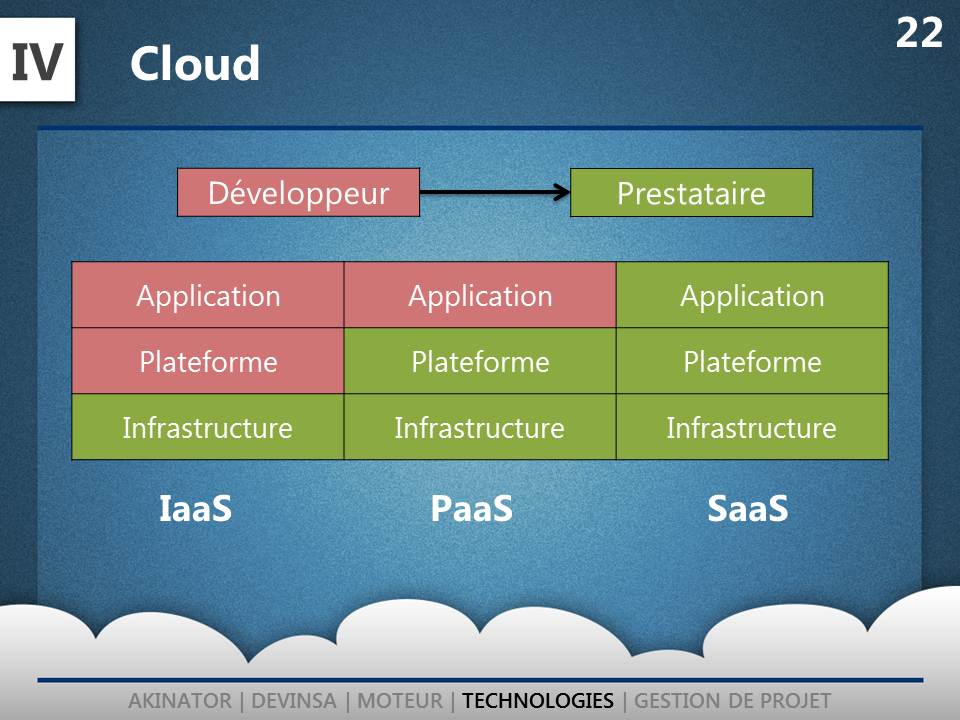 22
IV Cloud
Développeur Prestataire
Application Application Application
Plateforme Plateforme Plateforme
Infrastructure Infrastructure Infrastructure
IaaS PaaS SaaS
AKINATOR | DEVINSA | MOTEUR | TECHNOLOGIES | GESTION DE PROJET